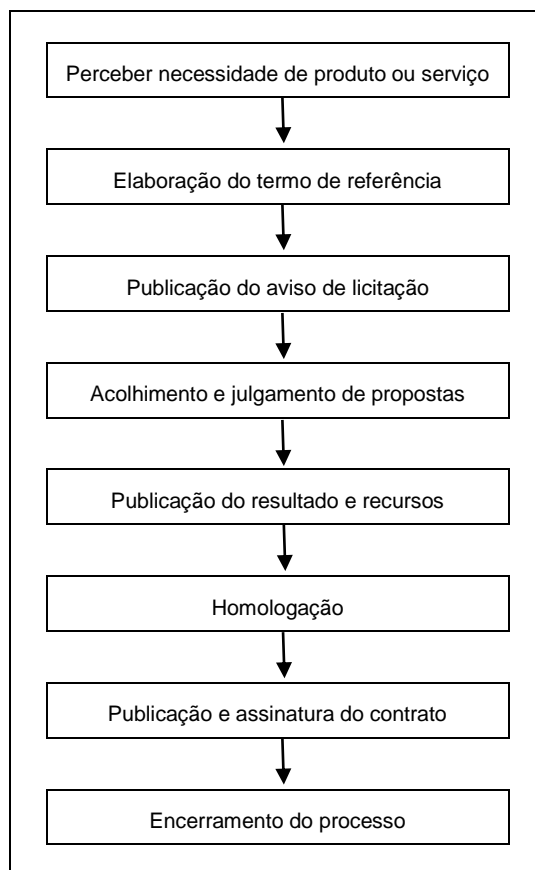 Perceber necessidade de produto ou serviço
Elaboração do termo de referência
Publicação do aviso de licitação
Acolhimento e julgamento de propostas
Publicação do resultado e recursos
Homologação
Publicação e assinatura do contrato
Encerramento do processo